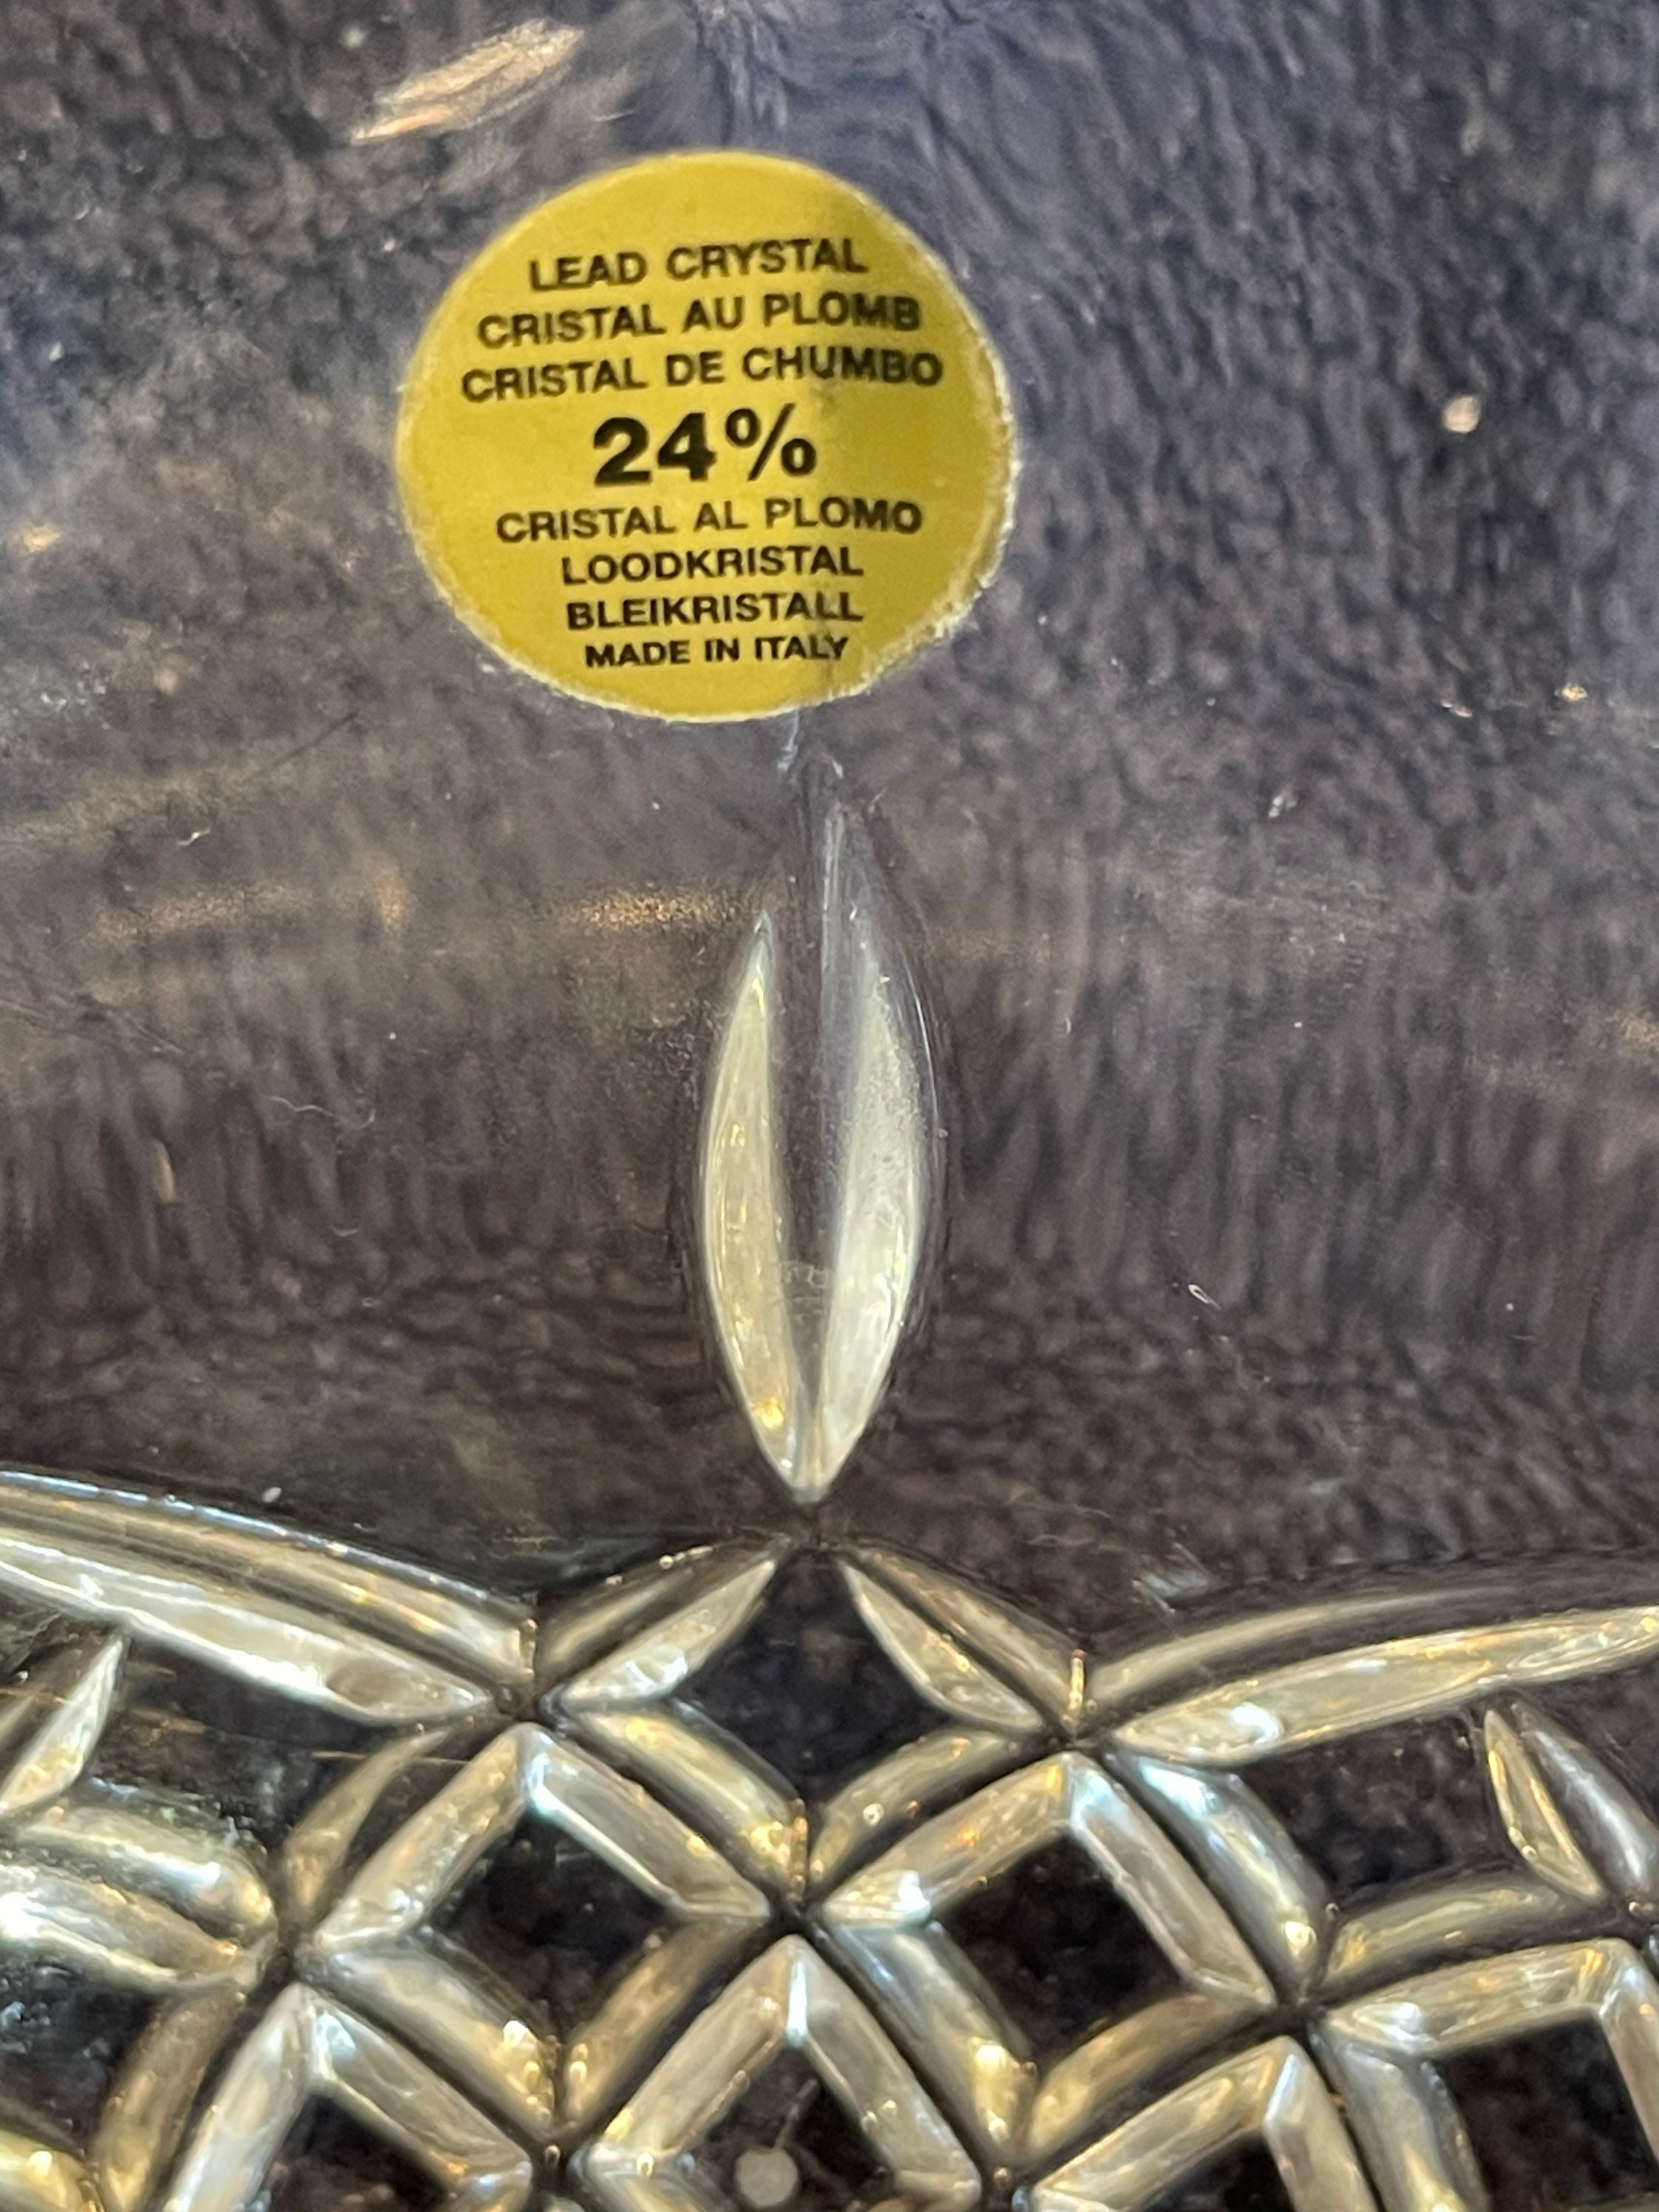 LEAD CRYSTAL
CRISTAL AU PLOMB
CRISTAL DE CHUMBO
24%
CRISTAL AL PLOMO
LOODKRISTAL
BLEIKRISTALL
MADE IN ITALY